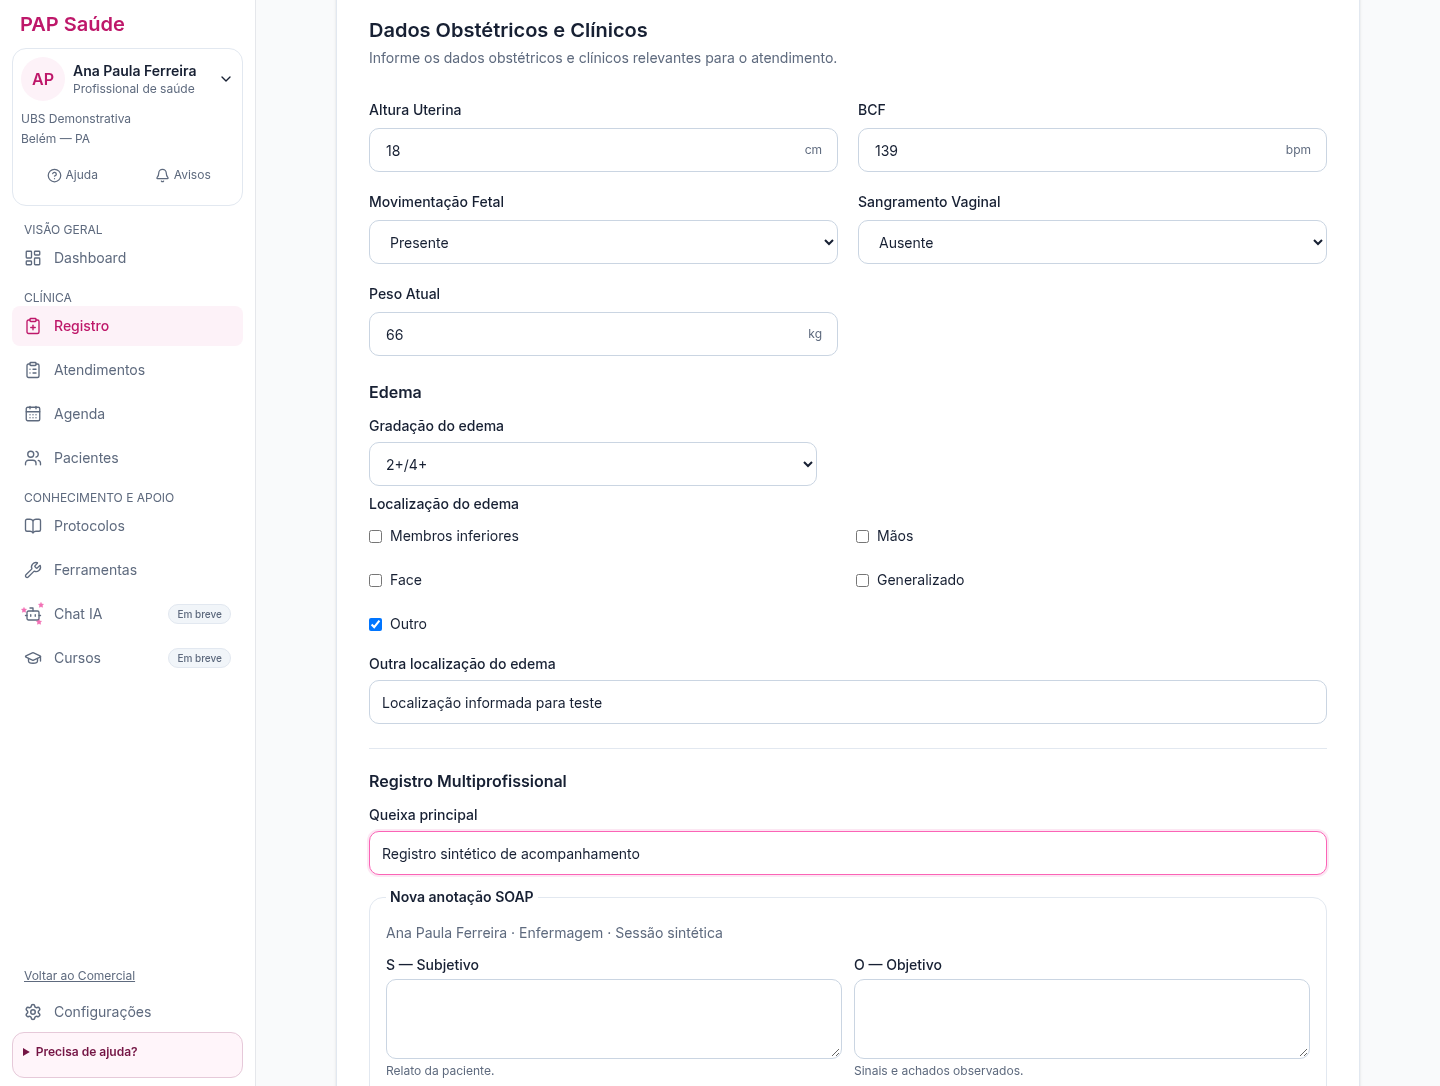 PAP Saúde
AP
Ana Paula Ferreira
Profissional de saúde
UBS Demonstrativa
Belém — PA
Ajuda
Avisos
VISÃO GERAL
Dashboard
CLÍNICA
Registro
Atendimentos
Agenda
Pacientes
CONHECIMENTO E APOIO
Protocolos
Ferramentas
Chat IA
Em breve
Cursos
Em breve
Voltar ao Comercial
Configurações
Precisa de ajuda?
Dados Obstétricos e Clínicos
Informe os dados obstétricos e clínicos relevantes para o atendimento.
Altura Uterina
18
cm
BCF
139
bpm
Movimentação Fetal
Presente
Sangramento Vaginal
Ausente
Peso Atual
66
kg
Edema
Gradação do edema
2+/4+
Localização do edema
Membros inferiores
Mãos
Face
Generalizado
Outro
Outra localização do edema
Localização informada para teste
Registro Multiprofissional
Queixa principal
Registro sintético de acompanhamento
Nova anotação SOAP
Ana Paula Ferreira · Enfermagem · Sessão sintética
S — Subjetivo
Relato da paciente.
O — Objetivo
Sinais e achados observados.